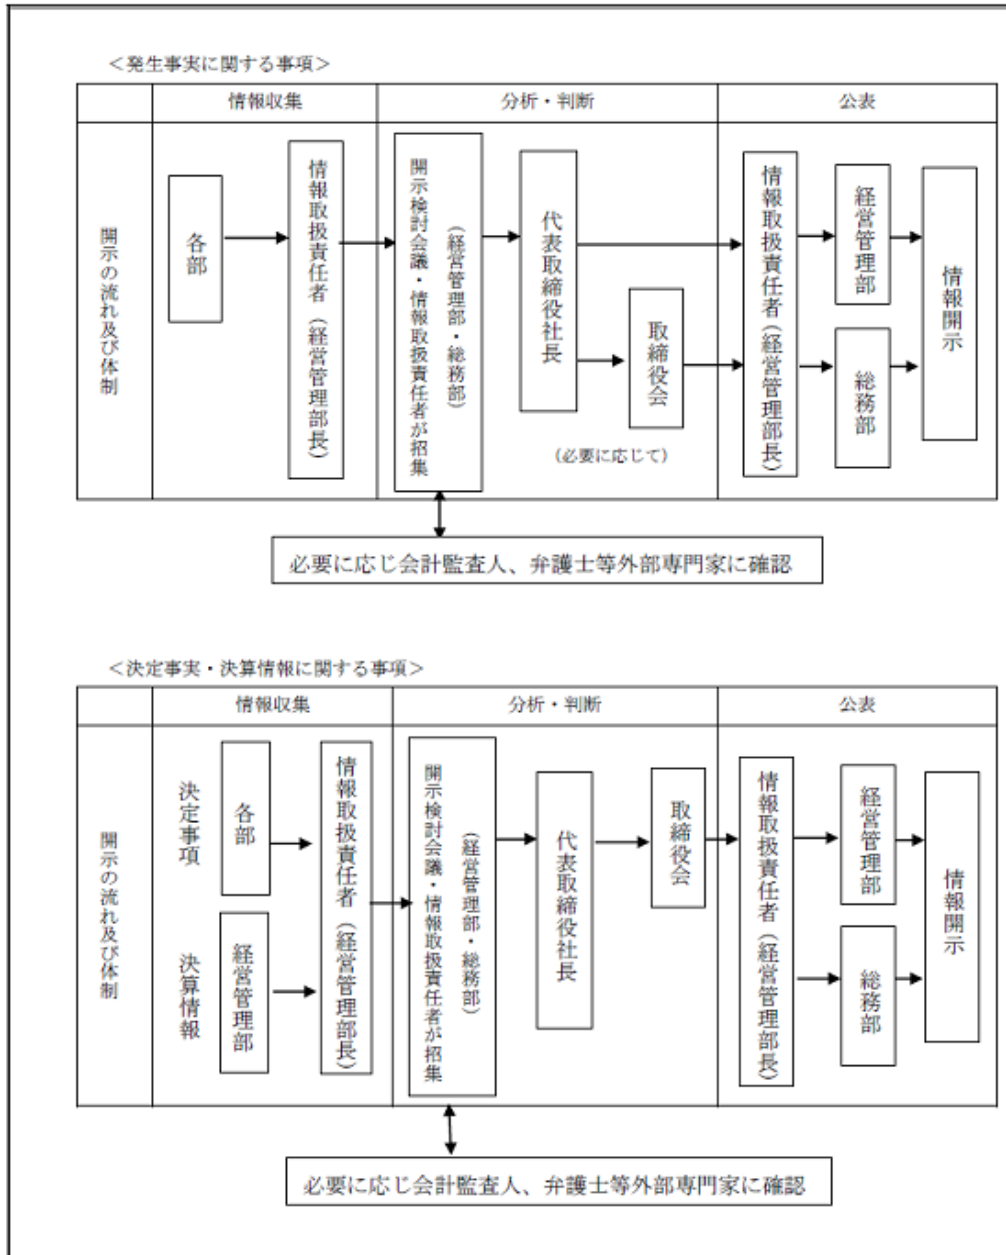 ＜発生事実に関する事項＞
情報収集
分析・判断
公表
開示の流れ及び体制
各部
情報取扱責任者（経営管理部長）
開示検討会議・情報取扱責任者が招集
（経営管理部・総務部）
代表取締役社長
取締役会
（必要に応じて）
情報取扱責任者（経営管理部長）
経営管理部
総務部
情報開示
必要に応じ会計監査人、弁護士等外部専門家に確認
＜決定事実・決算情報に関する事項＞
情報収集
分析・判断
公表
開示の流れ及び体制
決定事項
各部
決算情報
経営管理部
情報取扱責任者（経営管理部長）
開示検討会議・情報取扱責任者が招集
（経営管理部・総務部）
代表取締役社長
取締役会
情報取扱責任者（経営管理部長）
経営管理部
総務部
情報開示
必要に応じ会計監査人、弁護士等外部専門家に確認